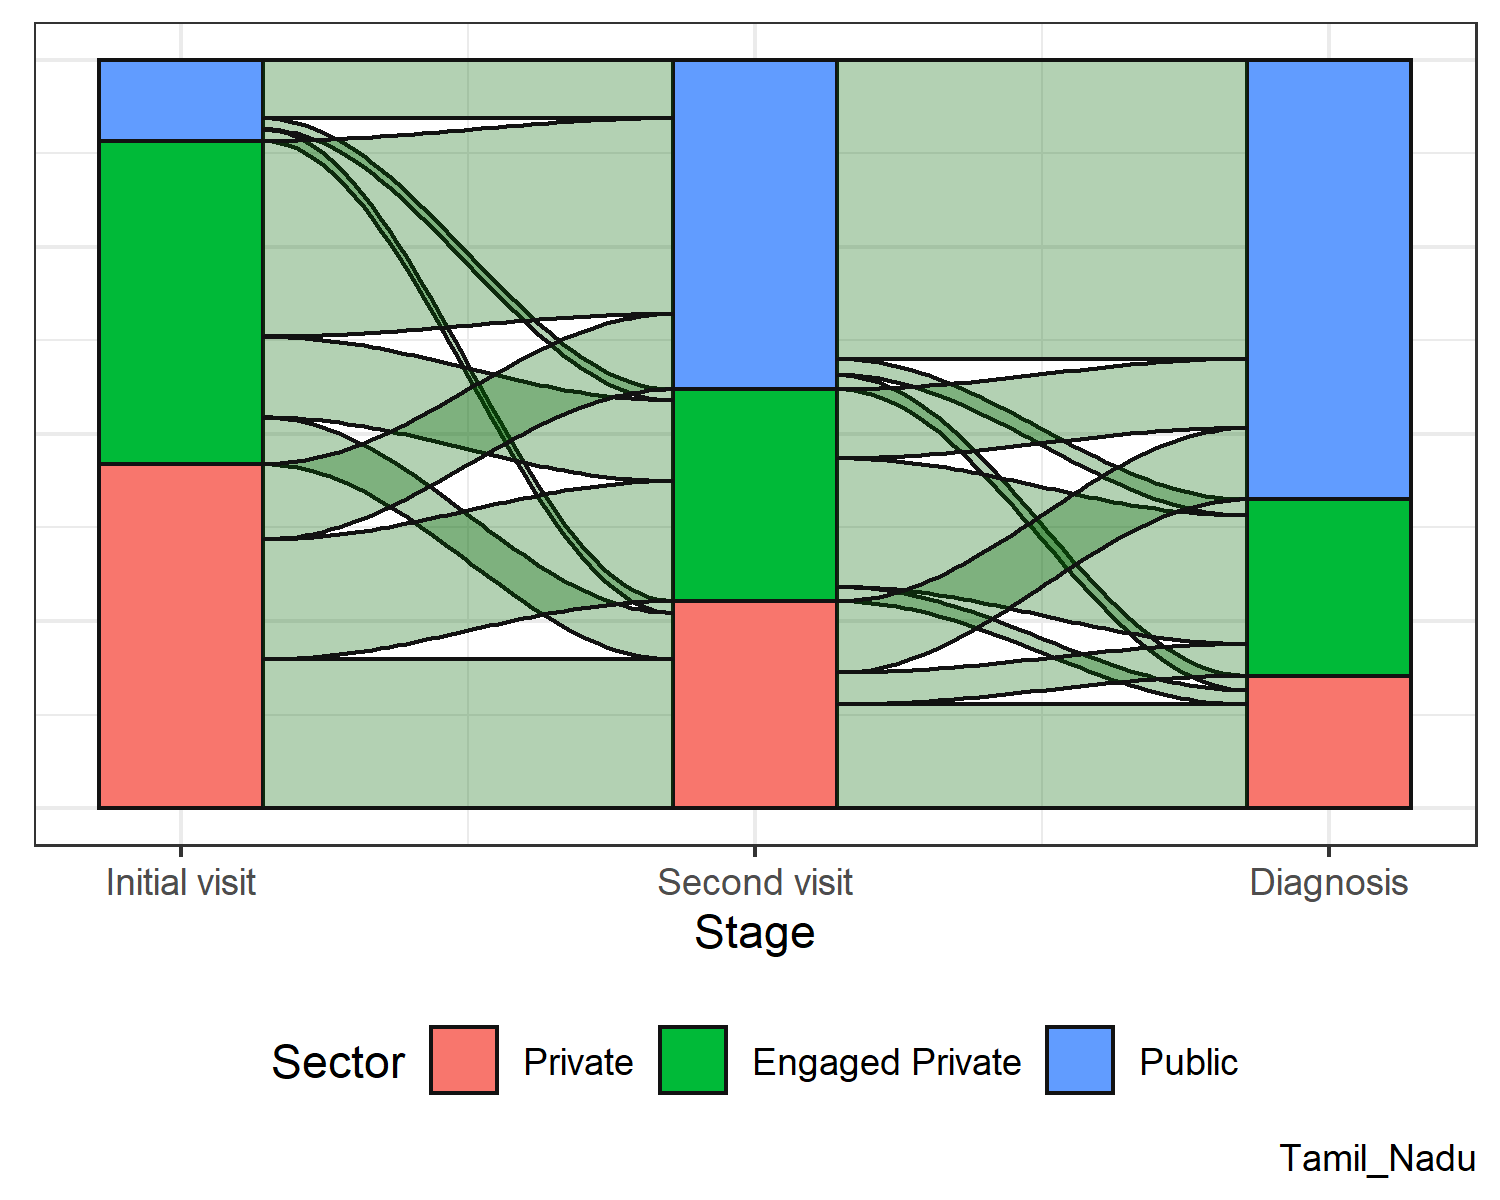 Initial visit Second visit Diagnosis
Stage
Sector Private Engaged Private Public
Tamil_Nadu